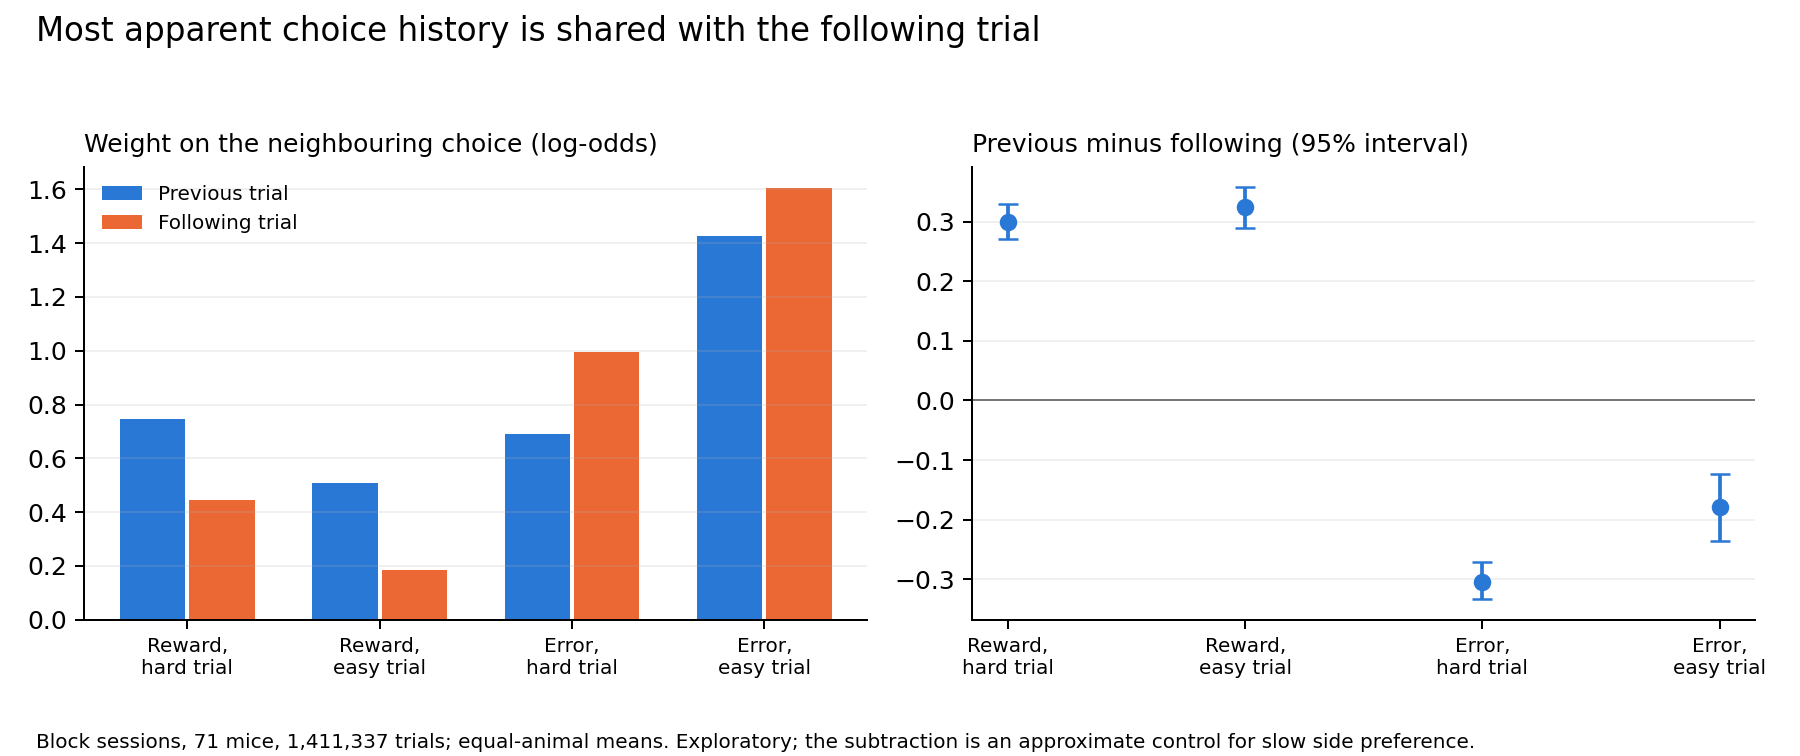 Most apparent choice history is shared with the following trial
Weight on the neighbouring choice (log-odds)
Previous trial
Following trial
1.6
1.4
1.2
1.0
0.8
0.6
0.4
0.2
0.0
Reward,
hard trial
Reward,
easy trial
Error,
hard trial
Error,
easy trial
Previous minus following (95% interval)
0.3
0.2
0.1
0.0
−0.1
−0.2
−0.3
Reward,
hard trial
Reward,
easy trial
Error,
hard trial
Error,
easy trial
Block sessions, 71 mice, 1,411,337 trials; equal-animal means. Exploratory; the subtraction is an approximate control for slow side preference.